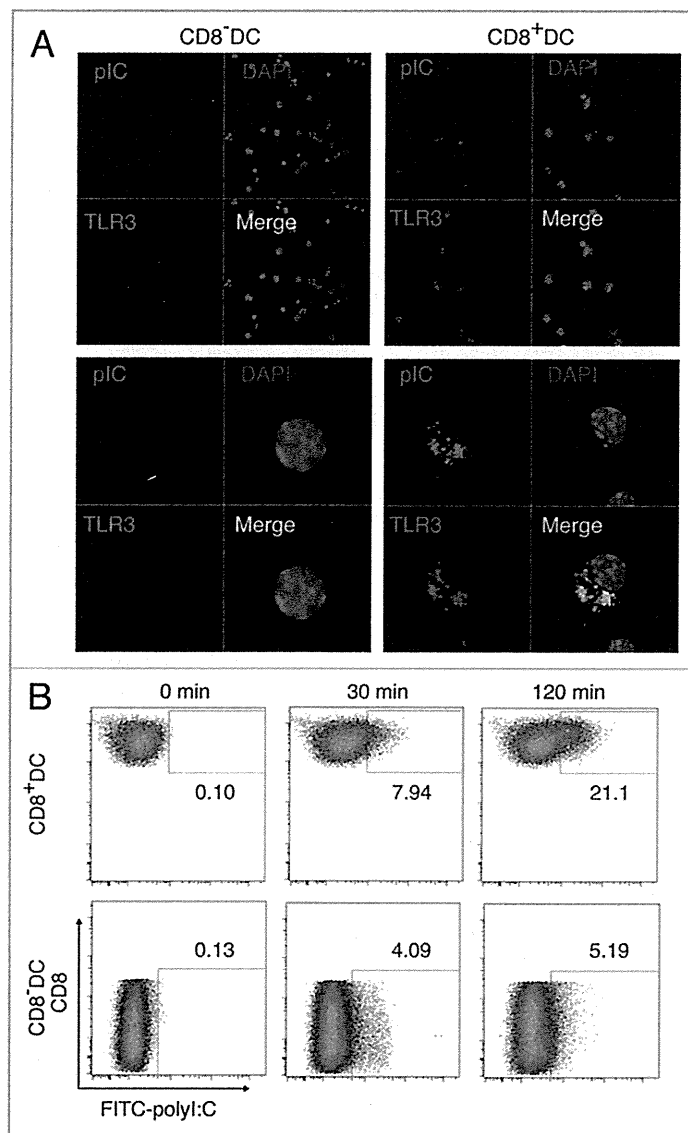 A
CD8⁻DC
CD8⁺DC
pIC
DAPI
pIC
DAPI
TLR3
Merge
TLR3
Merge
pIC
DAPI
pIC
DAPI
TLR3
Merge
TLR3
Merge
B
0 min
30 min
120 min
CD8⁺DC
0.10
7.94
21.1
CD8⁻DC
CD8
0.13
4.09
5.19
FITC-polyI:C